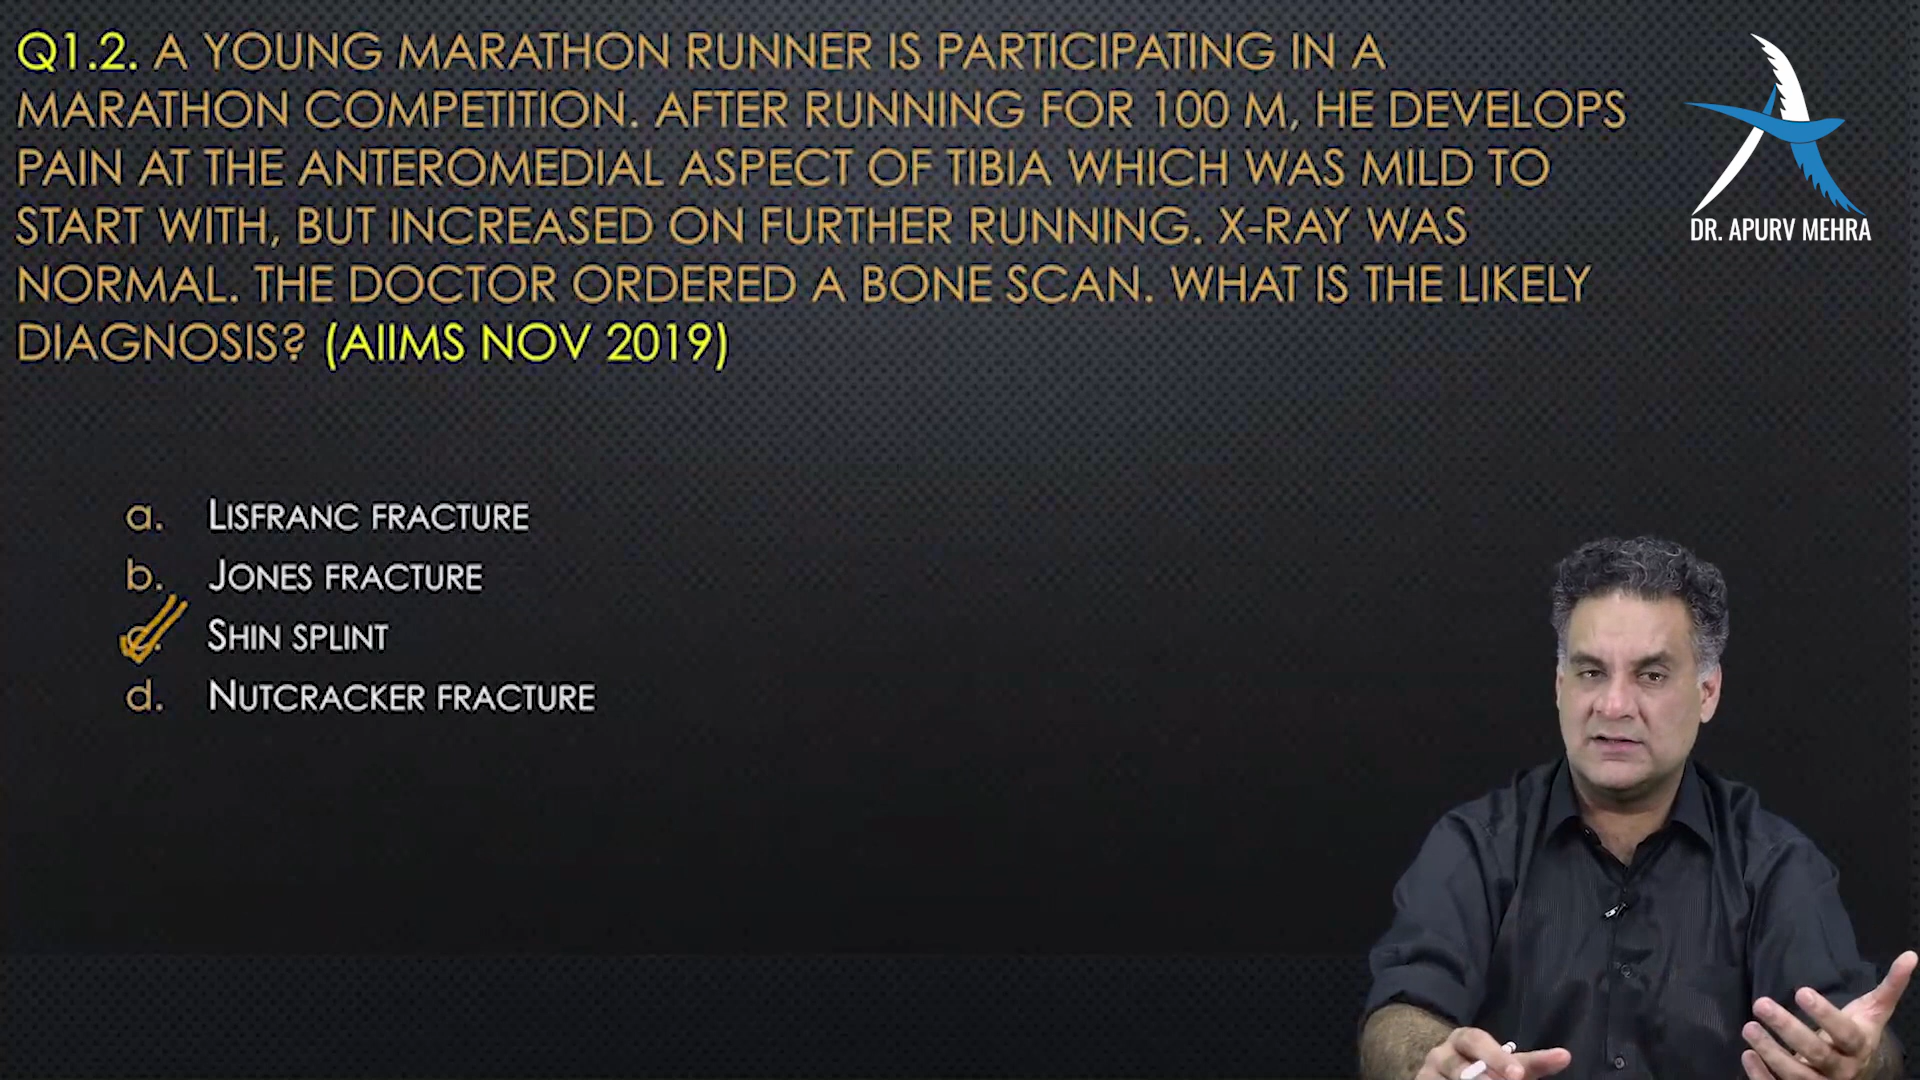 Q1.2. A YOUNG MARATHON RUNNER IS PARTICIPATING IN A
MARATHON COMPETITION. AFTER RUNNING FOR 100 M, HE DEVELOPS
PAIN AT THE ANTEROMEDIAL ASPECT OF TIBIA WHICH WAS MILD TO
START WITH, BUT INCREASED ON FURTHER RUNNING. X-RAY WAS
NORMAL. THE DOCTOR ORDERED A BONE SCAN. WHAT IS THE LIKELY
DIAGNOSIS? (AIIMS NOV 2019)
DR. APURV MEHRA
a. LISFRANC FRACTURE
b. JONES FRACTURE
c. SHIN SPLINT
d. NUTCRACKER FRACTURE